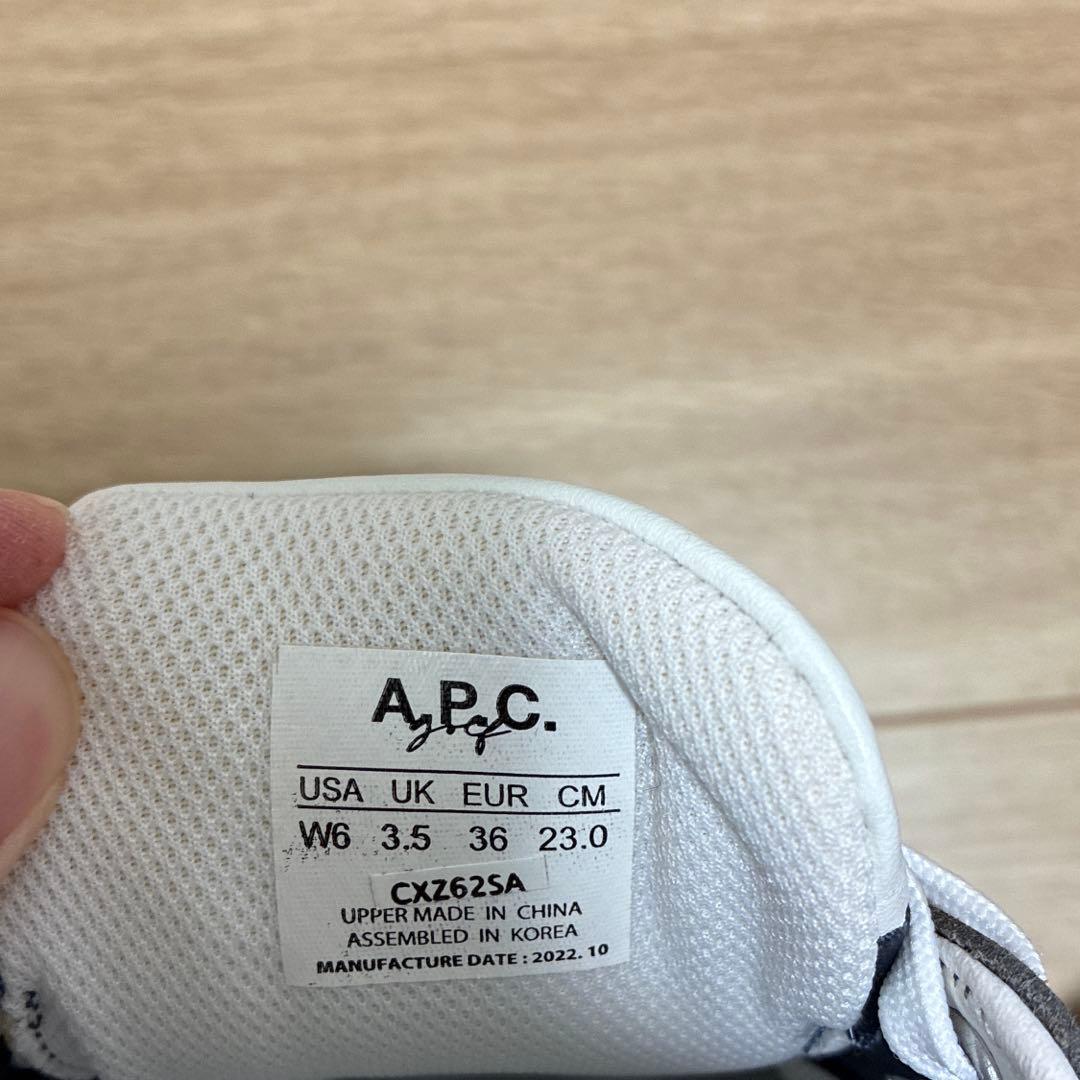 A.P.C.
USA UK EUR CM
W6 3.5 36 23.0
CXZ62SA
UPPER MADE IN CHINA
ASSEMBLED IN KOREA
MANUFACTURE DATE : 2022. 10